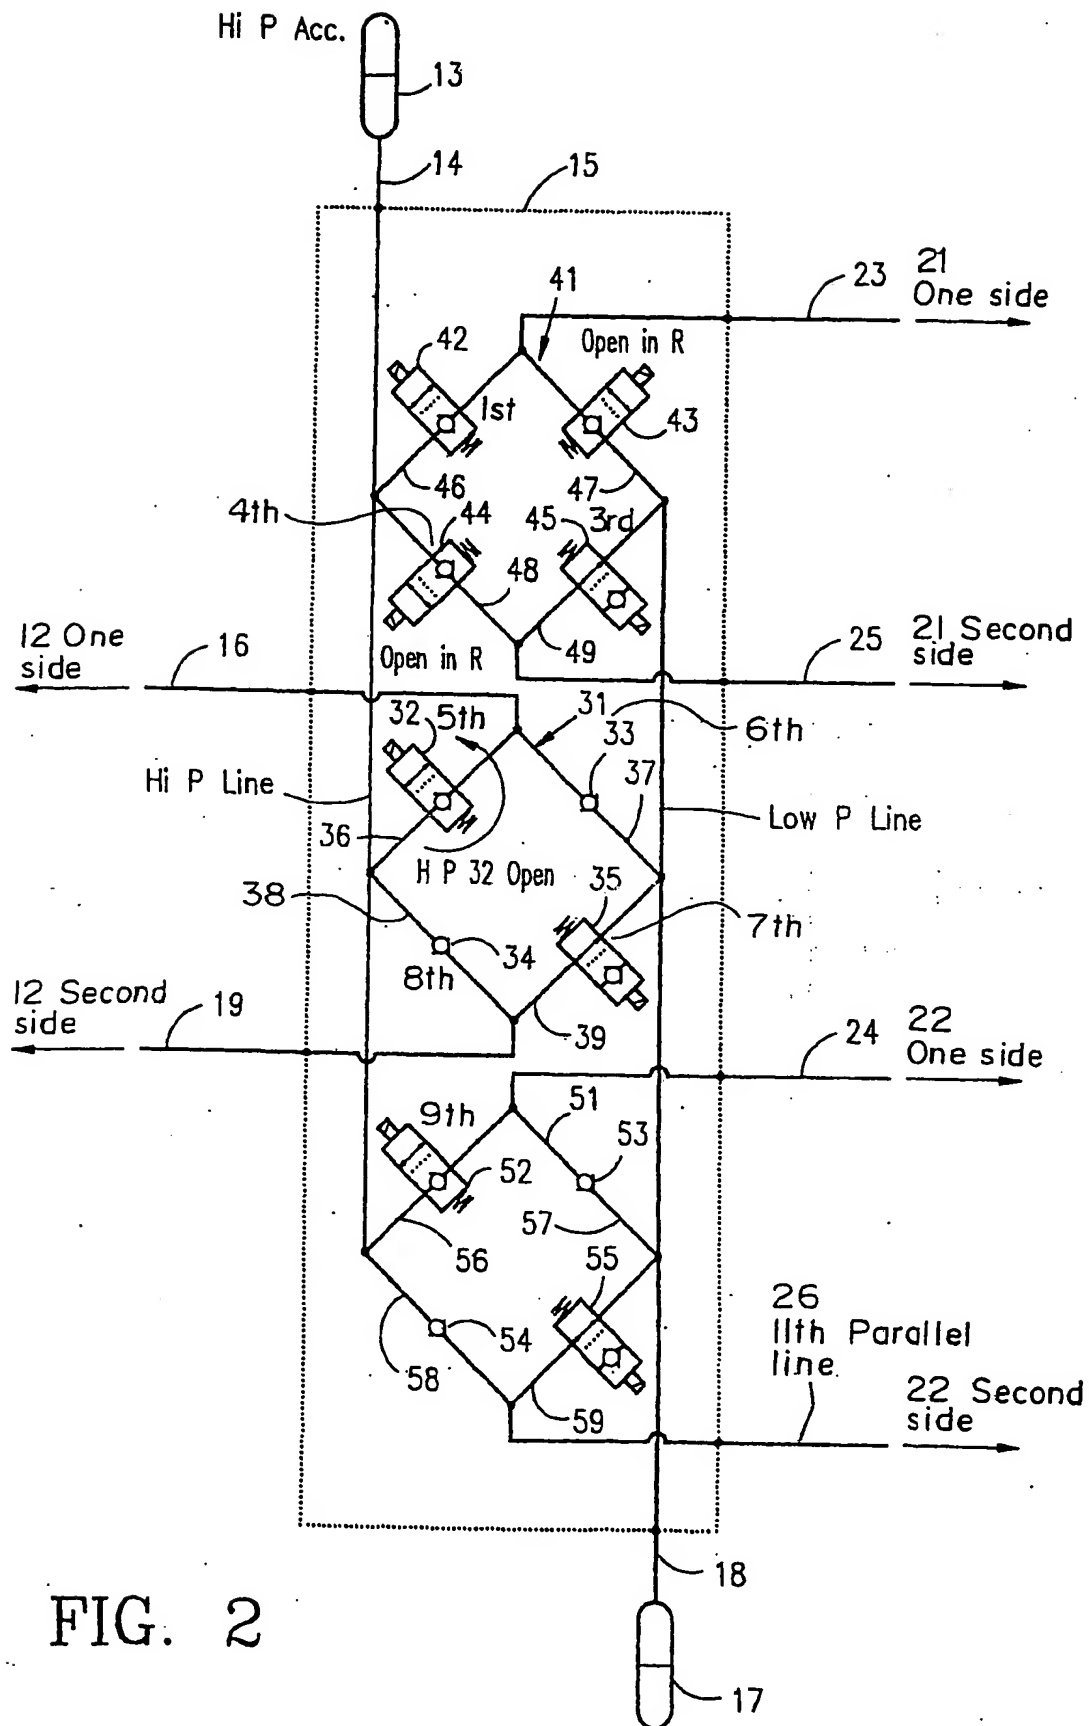 Hi P Acc.
13
14
15
23
21
One side
41
Open in R
42
1st
43
46
47
4th
44
45
3rd
48
49
12 One
side
16
Open in R
25
21 Second
side
32
5th
31
6th
33
37
Hi P Line
Low P Line
36
H P 32 Open
35
38
34
7th
8th
12 Second
side
19
39
24
22
One side
9th
51
53
52
56
57
55
26
11th Parallel
line
54
58
59
22 Second
side
18
FIG. 2
17